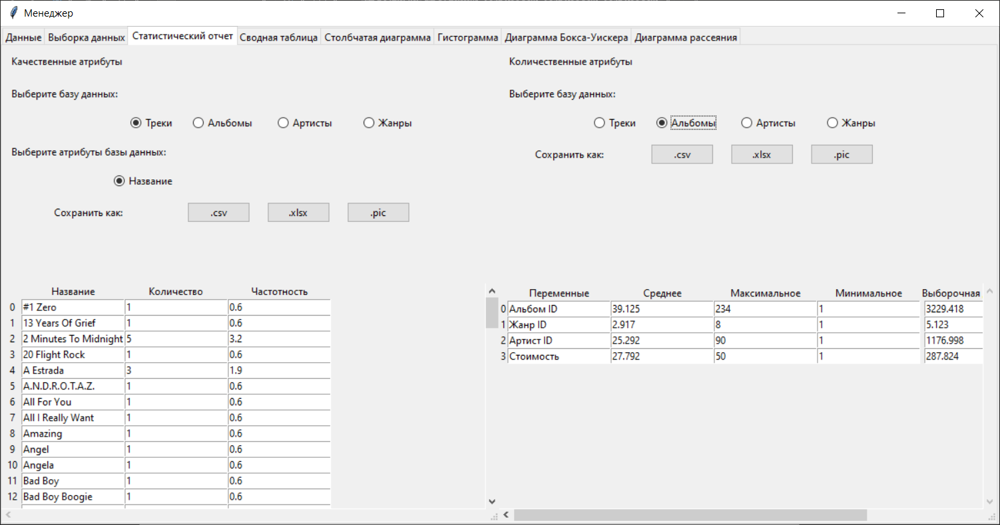 Менеджер
Данные Выборка данных Статистический отчет Сводная таблица Столбчатая диаграмма Гистограмма Диаграмма Бокса-Уискера Диаграмма рассеяния
Качественные атрибуты
Выберите базу данных:
Треки Альбомы Артисты Жанры
Выберите атрибуты базы данных:
Название
Сохранить как: .csv .xlsx .pic
Название Количество Частотность
0 #1 Zero 1 0.6
1 13 Years Of Grief 1 0.6
2 2 Minutes To Midnight 5 3.2
3 20 Flight Rock 1 0.6
4 A Estrada 3 1.9
5 A.N.D.R.O.T.A.Z. 1 0.6
6 All For You 1 0.6
7 All I Really Want 1 0.6
8 Amazing 1 0.6
9 Angel 1 0.6
10 Angela 1 0.6
11 Bad Boy 1 0.6
12 Bad Boy Boogie 1 0.6
Количественные атрибуты
Выберите базу данных:
Треки Альбомы Артисты Жанры
Сохранить как: .csv .xlsx .pic
Переменные Среднее Максимальное Минимальное Выборочная
0 Альбом ID 39.125 234 1 3229.418
1 Жанр ID 2.917 8 1 5.123
2 Артист ID 25.292 90 1 1176.998
3 Стоимость 27.792 50 1 287.824